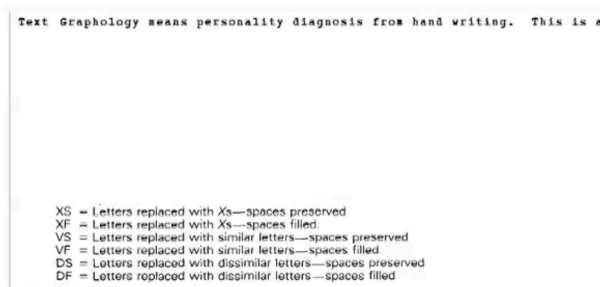 Text Graphology means personality diagnosis from hand writing. This is a
XS = Letters replaced with Xs—spaces preserved
XF = Letters replaced with Xs—spaces filled.
VS = Letters replaced with similar letters—spaces preserved
VF = Letters replaced with similar letters—spaces filled
DS = Letters replaced with dissimilar letters—spaces preserved
DF = Letters replaced with dissimilar letters—spaces filled